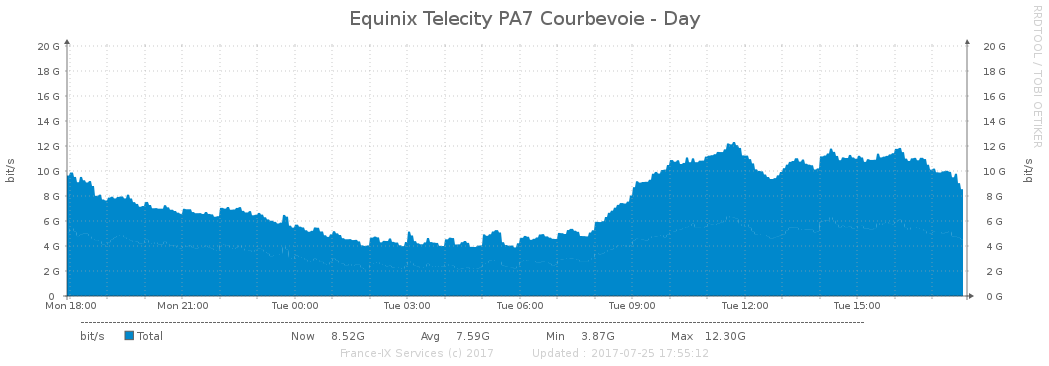 Equinix Telecity PA7 Courbevoie - Day
RRDTOOL / TOBI OETIKER
bit/s
20 G 20 G
18 G 18 G
16 G 16 G
14 G 14 G
12 G 12 G
10 G 10 G
8 G 8 G
6 G 6 G
4 G 4 G
2 G 2 G
0 0 G
bit/s
Mon 18:00 Mon 21:00 Tue 00:00 Tue 03:00 Tue 06:00 Tue 09:00 Tue 12:00 Tue 15:00
bit/s Total Now 8.52G Avg 7.59G Min 3.87G Max 12.30G
France-IX Services (c) 2017 Updated : 2017-07-25 17:55:12